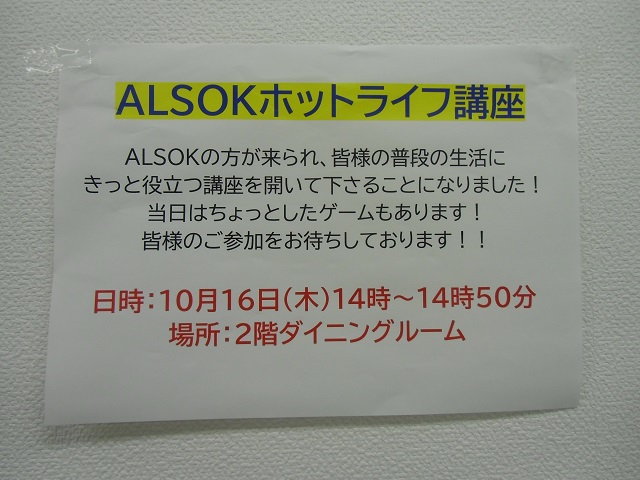 ALSOKホットライフ講座
ALSOKの方が来られ、皆様の普段の生活に
きっと役立つ講座を開いて下さることになりました！
当日はちょっとしたゲームもあります！
皆様のご参加をお待ちしております！！
日時：10月16日(木)14時～14時50分
場所：2階ダイニングルーム